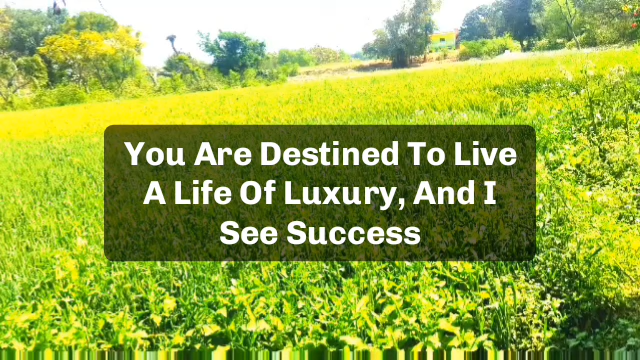 You Are Destined To Live
A Life Of Luxury, And I
See Success